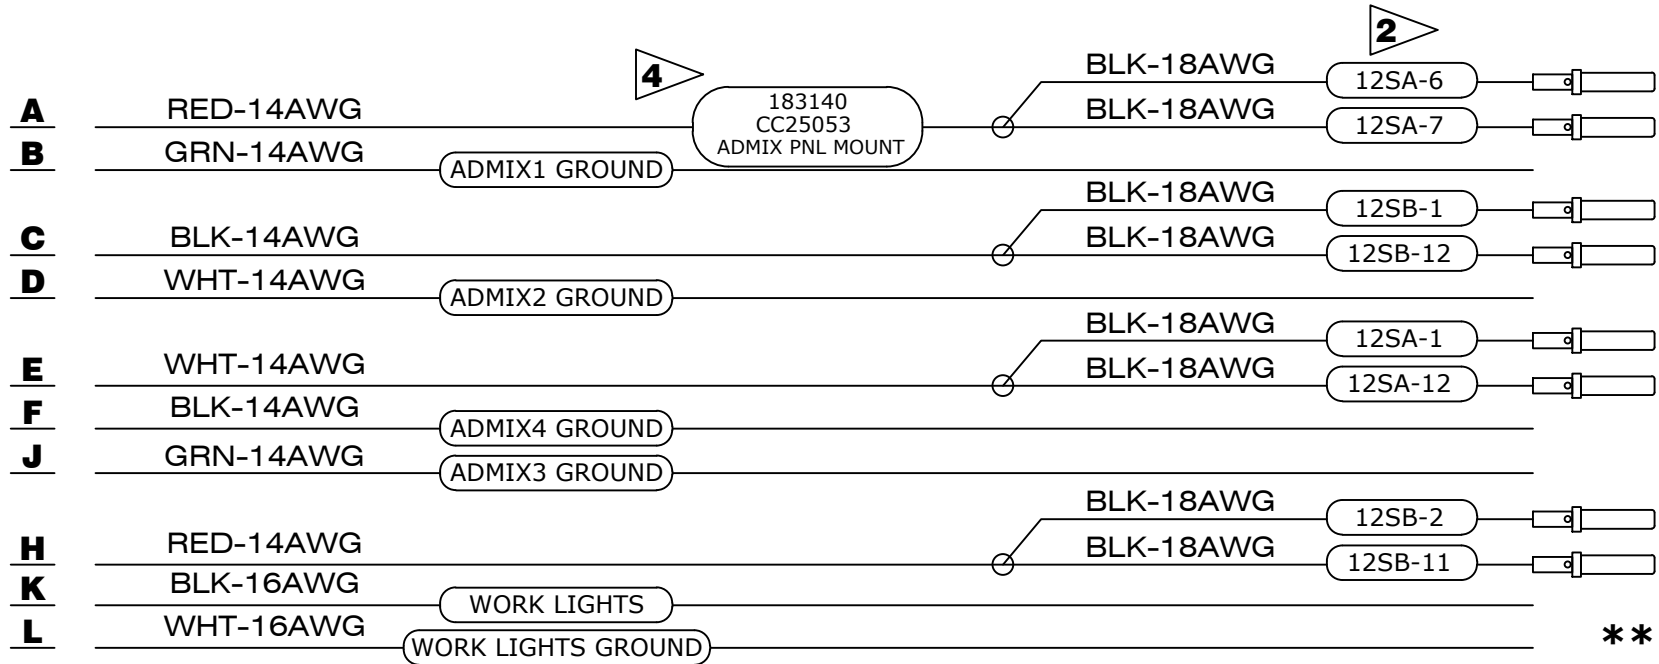 2
4
BLK-18AWG 12SA-6
A RED-14AWG 183140 BLK-18AWG 12SA-7
CC25053
ADMIX PNL MOUNT
B GRN-14AWG ADMIX1 GROUND
BLK-18AWG 12SB-1
C BLK-14AWG BLK-18AWG 12SB-12
D WHT-14AWG ADMIX2 GROUND
BLK-18AWG 12SA-1
E WHT-14AWG BLK-18AWG 12SA-12
F BLK-14AWG ADMIX4 GROUND
J GRN-14AWG ADMIX3 GROUND
BLK-18AWG 12SB-2
H RED-14AWG BLK-18AWG 12SB-11
K BLK-16AWG WORK LIGHTS
L WHT-16AWG WORK LIGHTS GROUND **